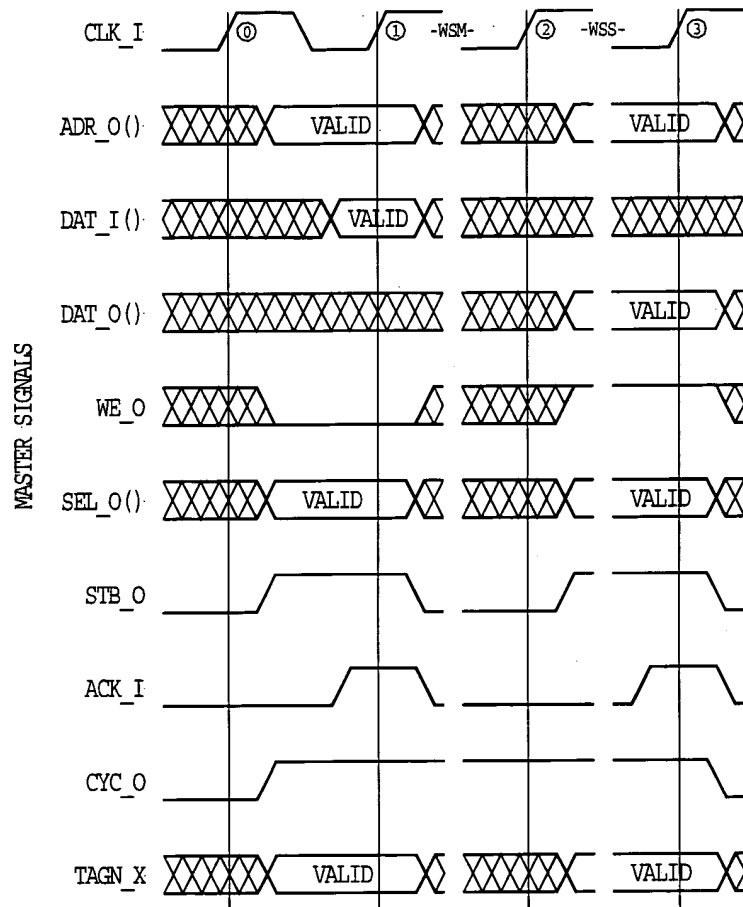 CLK_I ⓪ ① -WSM- ② -WSS- ③
ADR_O() VALID VALID
DAT_I() VALID
DAT_O() VALID
WE_O
SEL_O() VALID VALID
STB_O
ACK_I
CYC_O
TAGN_X VALID VALID
MASTER SIGNALS